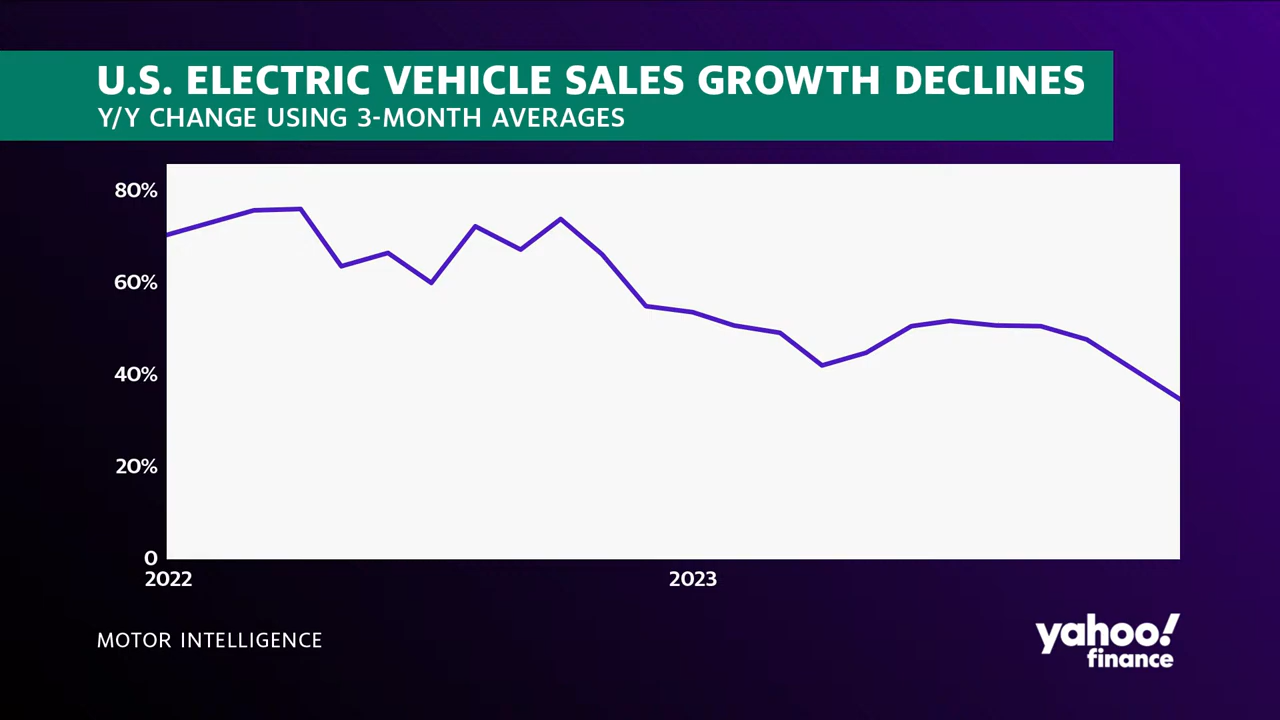 U.S. ELECTRIC VEHICLE SALES GROWTH DECLINES
Y/Y CHANGE USING 3-MONTH AVERAGES
80%
60%
40%
20%
0
2022 2023
MOTOR INTELLIGENCE
yahoo!
finance